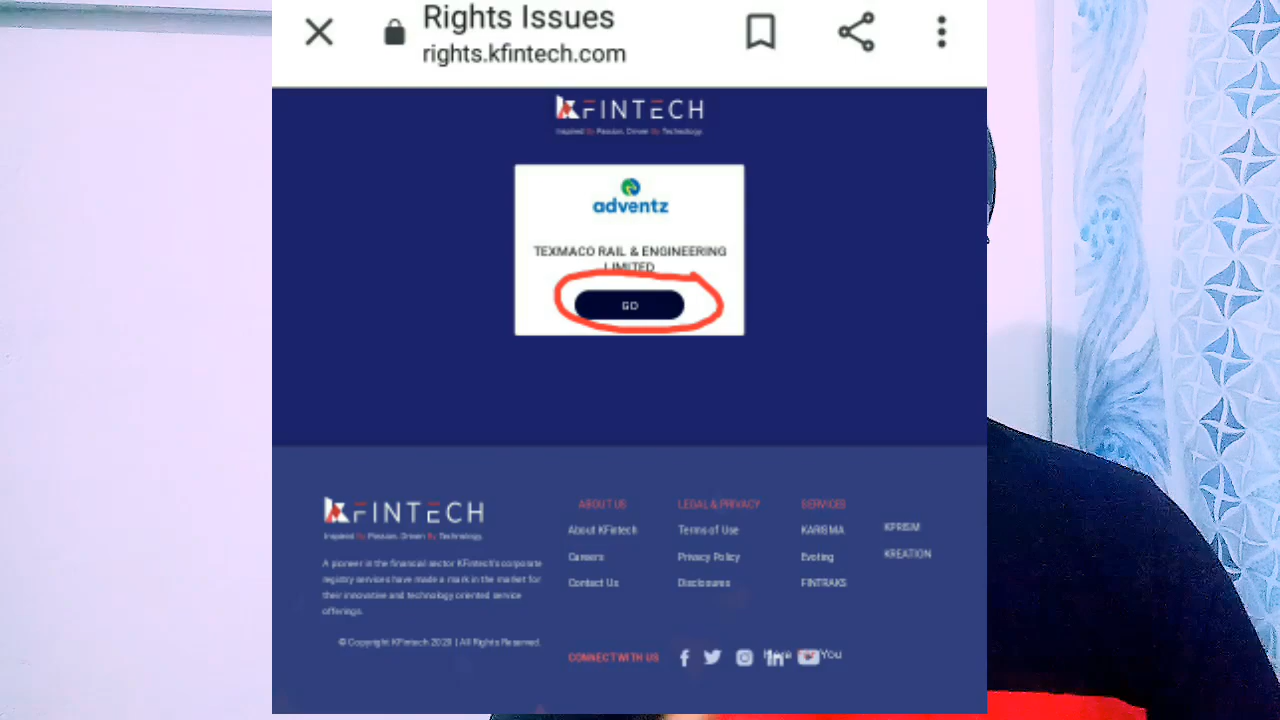 Rights Issues
rights.kfintech.com
KFINTECH
Inspired By Passion. Driven By Technology.
adventz
TEXMACO RAIL & ENGINEERING
LIMITED
GO
KFINTECH
Inspired By Passion. Driven By Technology.
A pioneer in the financial sector KFintech's corporate
registry services have made a mark in the market for
their innovative and technology oriented service
offerings.
© Copyright KFintech 2020 | All Rights Reserved.
ABOUT US
About KFintech
Careers
Contact Us
LEGAL & PRIVACY
Terms of Use
Privacy Policy
Disclosures
SERVICES
KARISMA
Evoting
FINTRAKS
KPRISM
KREATION
CONNECT WITH US
You